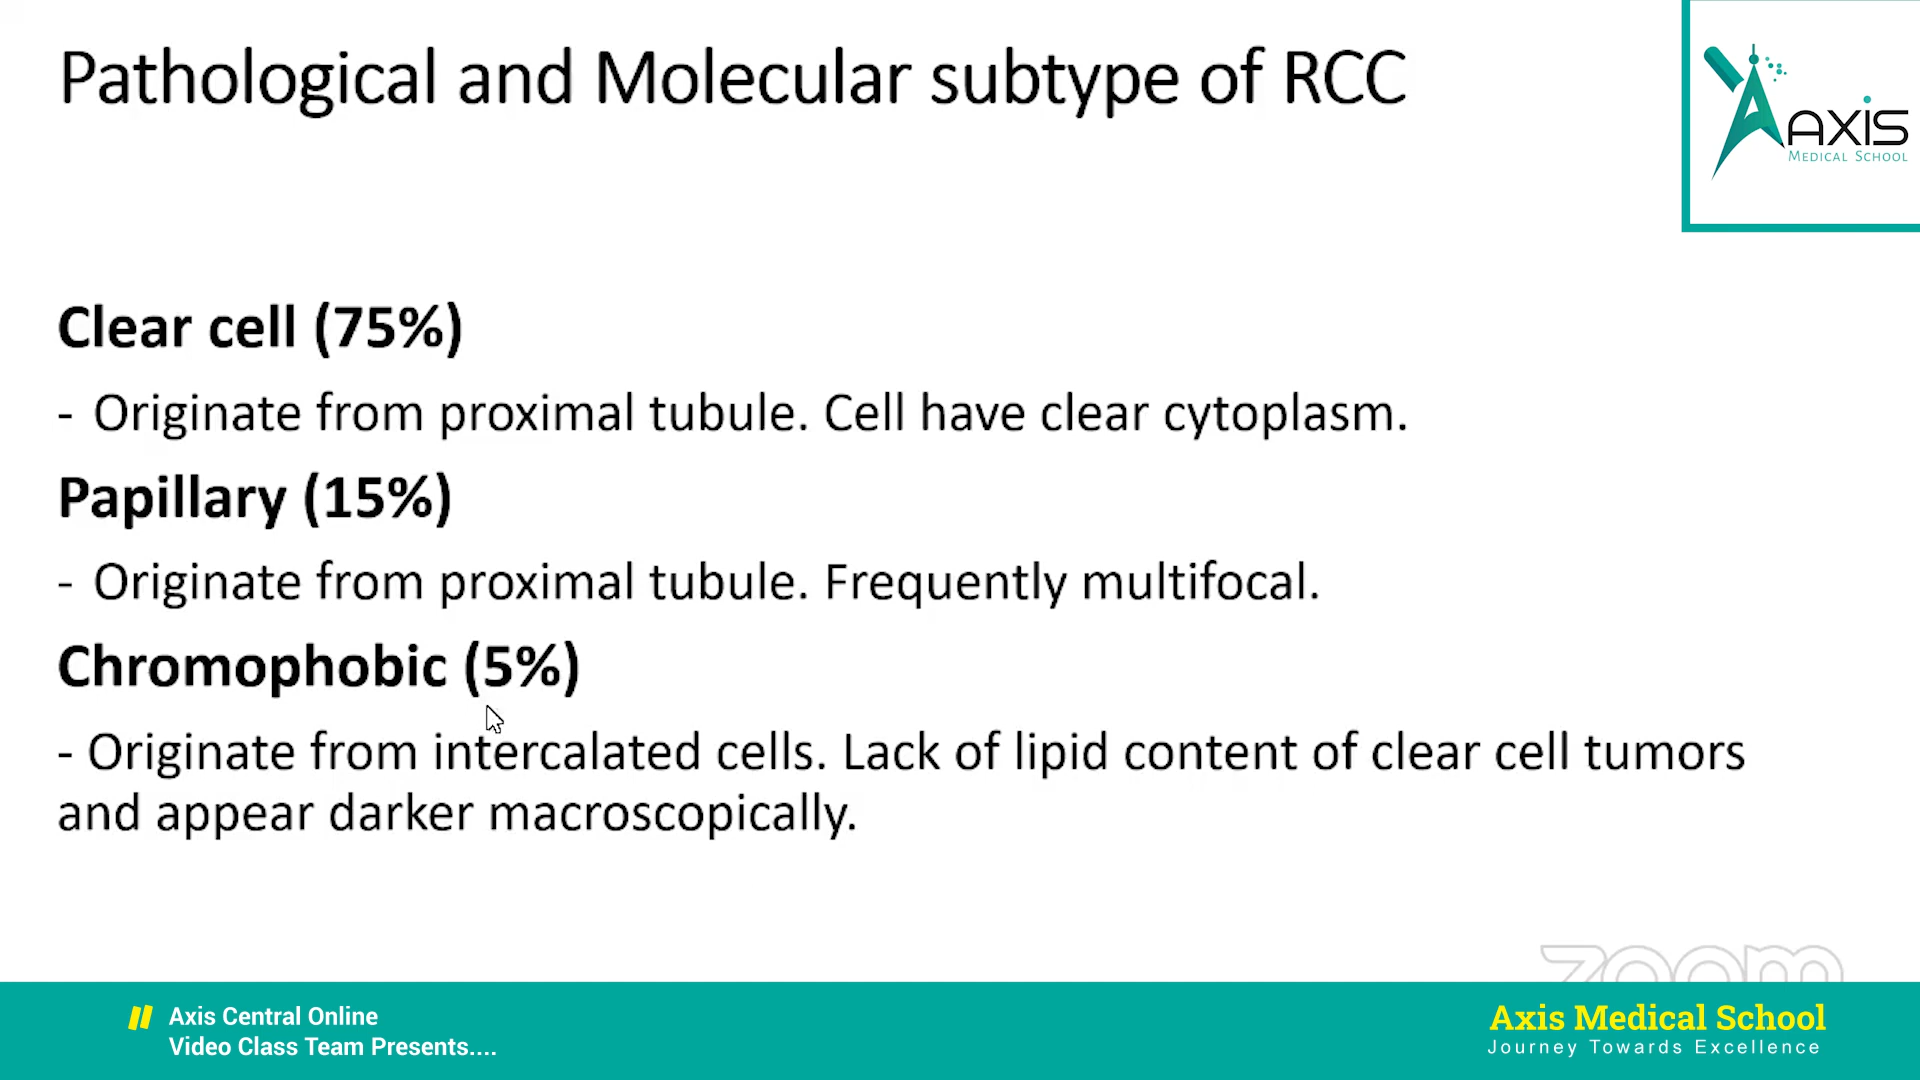 Pathological and Molecular subtype of RCC
AXIS
MEDICAL SCHOOL
Clear cell (75%)
- Originate from proximal tubule. Cell have clear cytoplasm.
Papillary (15%)
- Originate from proximal tubule. Frequently multifocal.
Chromophobic (5%)
- Originate from intercalated cells. Lack of lipid content of clear cell tumors
and appear darker macroscopically.
zoom
Axis Central Online
Video Class Team Presents....
Axis Medical School
Journey Towards Excellence